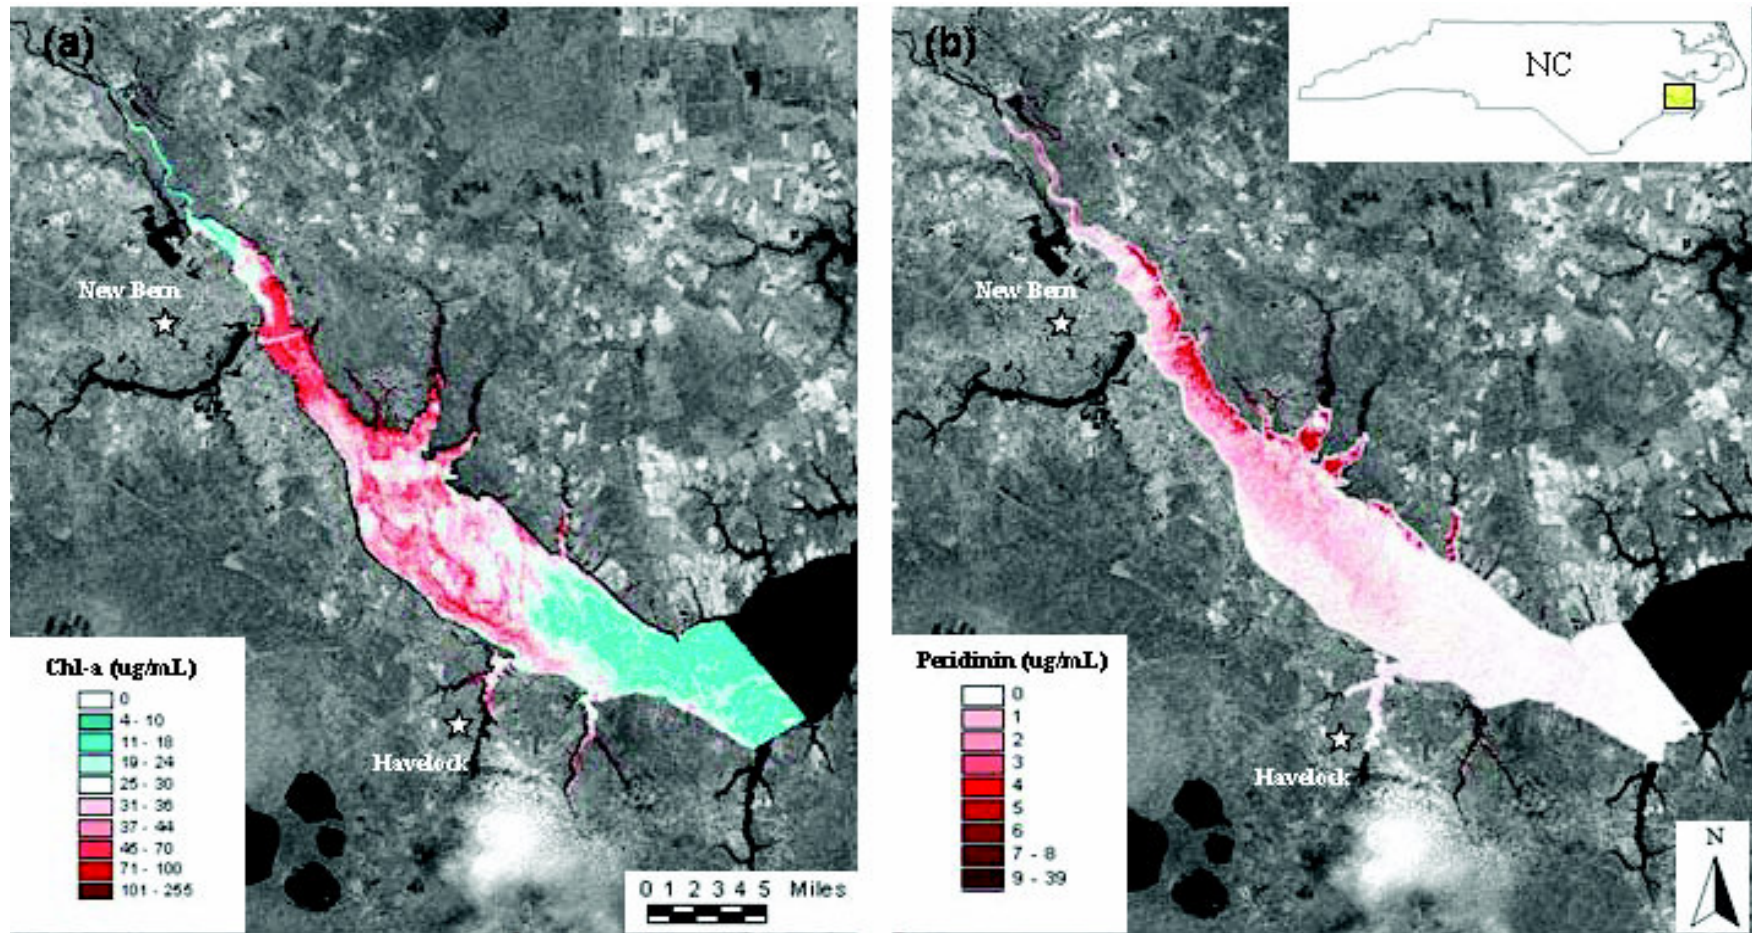 (a)
New Bern
Havelock
Chl-a (ug/mL)
0
4 - 10
11 - 18
19 - 24
25 - 30
31 - 36
37 - 44
45 - 70
71 - 100
101 - 255
0 1 2 3 4 5 Miles
(b)
NC
New Bern
Havelock
Peridinin (ug/mL)
0
1
2
3
4
5
6
7 - 8
9 - 39
N